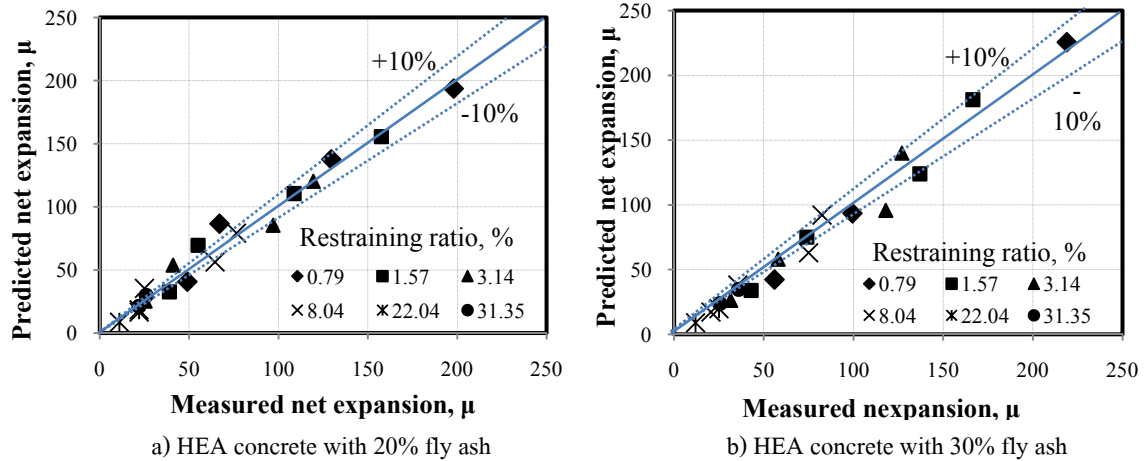 250
200
150
100
50
0
0 50 100 150 200 250
Predicted net expansion, µ
Measured net expansion, µ
+10%
-10%
Restraining ratio, %
0.79 1.57 3.14
8.04 22.04 31.35
a) HEA concrete with 20% fly ash
250
200
150
100
50
0
0 50 100 150 200 250
Predicted net expansion, µ
Measured nexpansion, µ
+10%
-
10%
Restraining ratio, %
0.79 1.57 3.14
8.04 22.04 31.35
b) HEA concrete with 30% fly ash